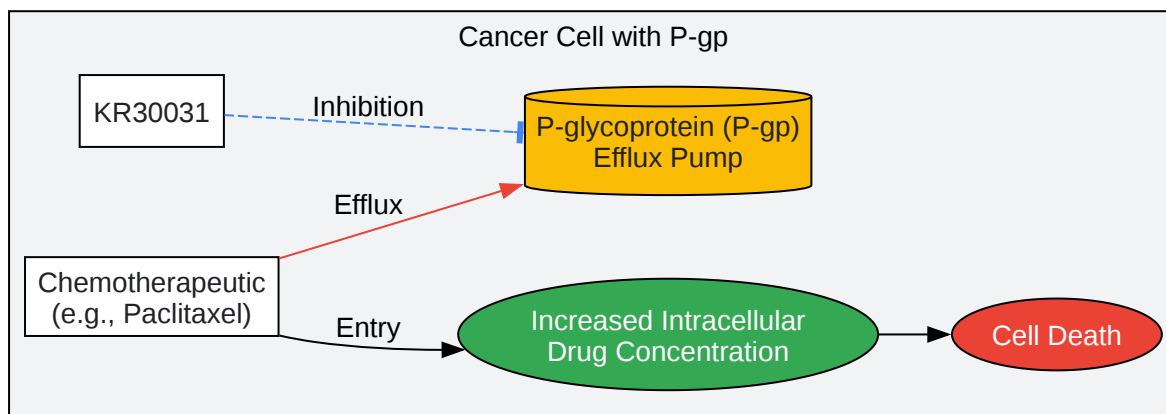 Cancer Cell with P-gp
KR30031
Inhibition
P-glycoprotein (P-gp)
Efflux Pump
Efflux
Chemotherapeutic
(e.g., Paclitaxel)
Entry
Increased Intracellular
Drug Concentration
Cell Death